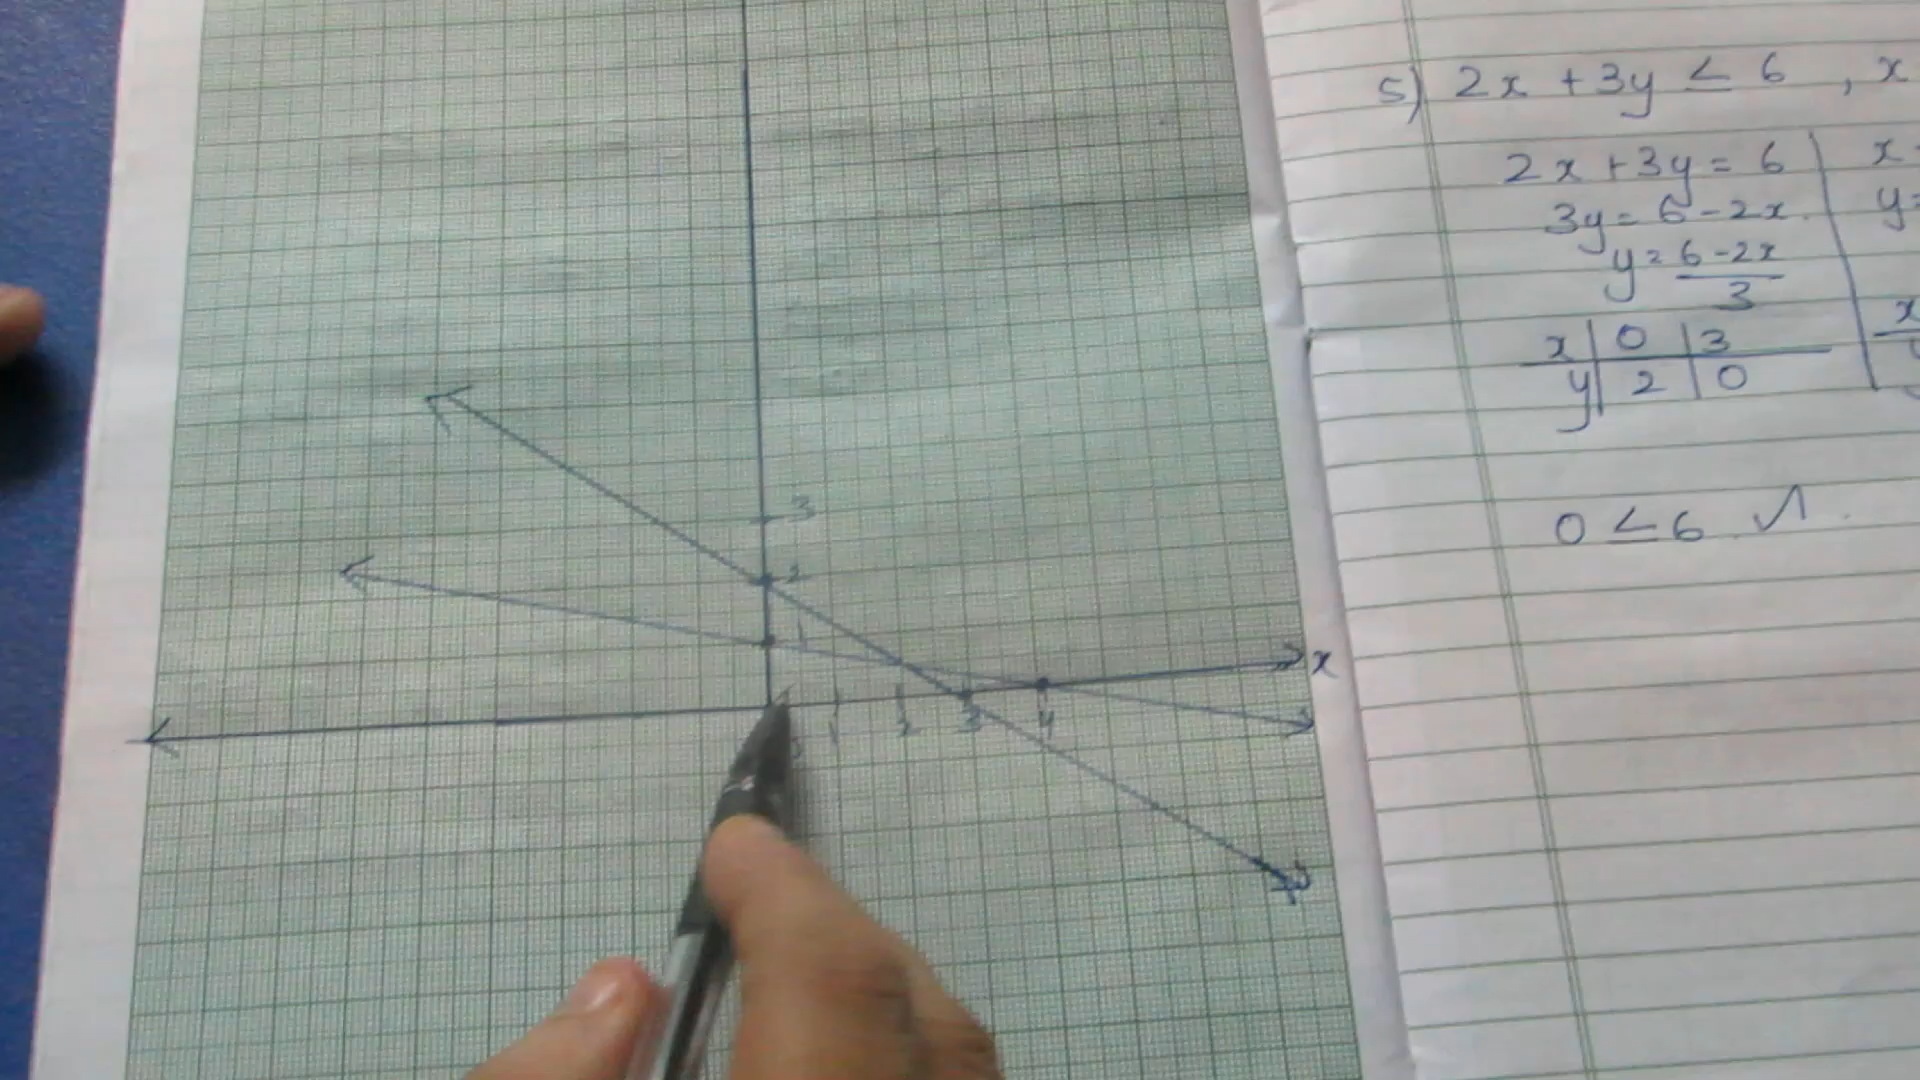 3
2
1
x
0 1 2 3 4
5) 2x + 3y ≤ 6 , x
2x + 3y = 6
3y = 6 - 2x
y = 6 - 2x
3
x | 0 | 3
y | 2 | 0
x
y =
x
0 ≤ 6